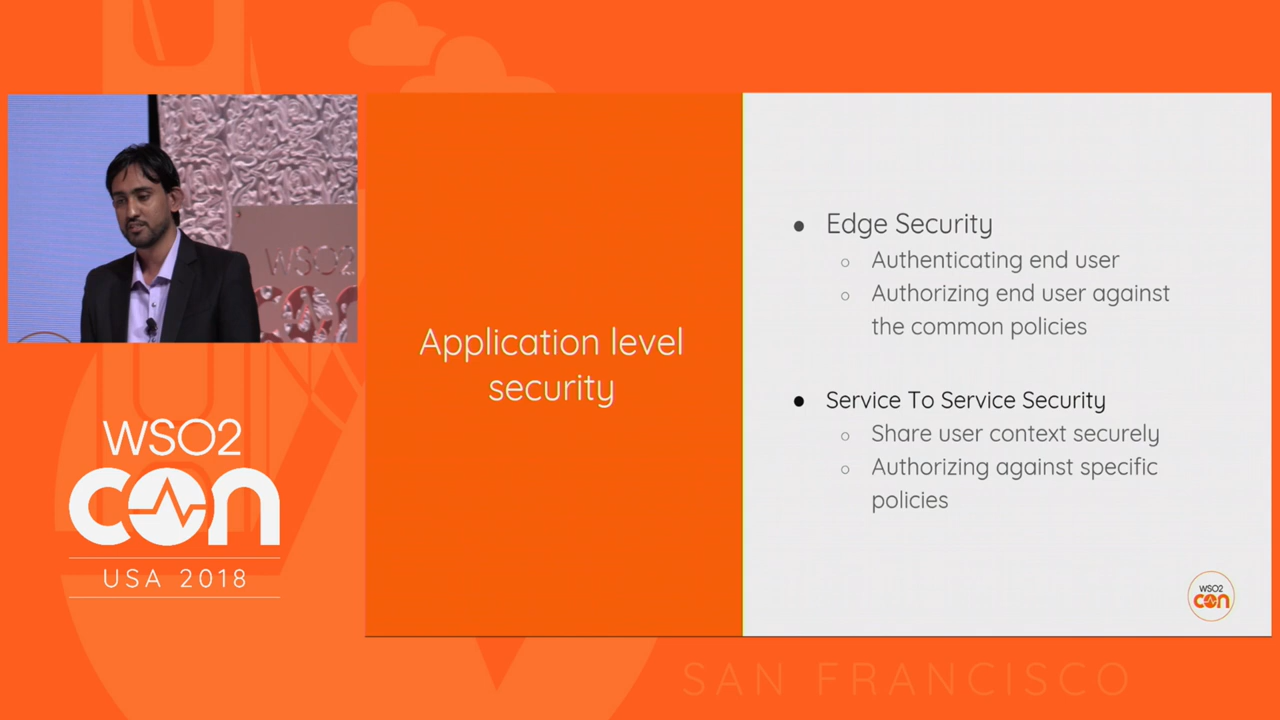 WSO2
WSO2
con
USA 2018
Application level
security
● Edge Security
○ Authenticating end user
○ Authorizing end user against
the common policies
● Service To Service Security
○ Share user context securely
○ Authorizing against specific
policies
WSO2
con
SAN FRANCISCO